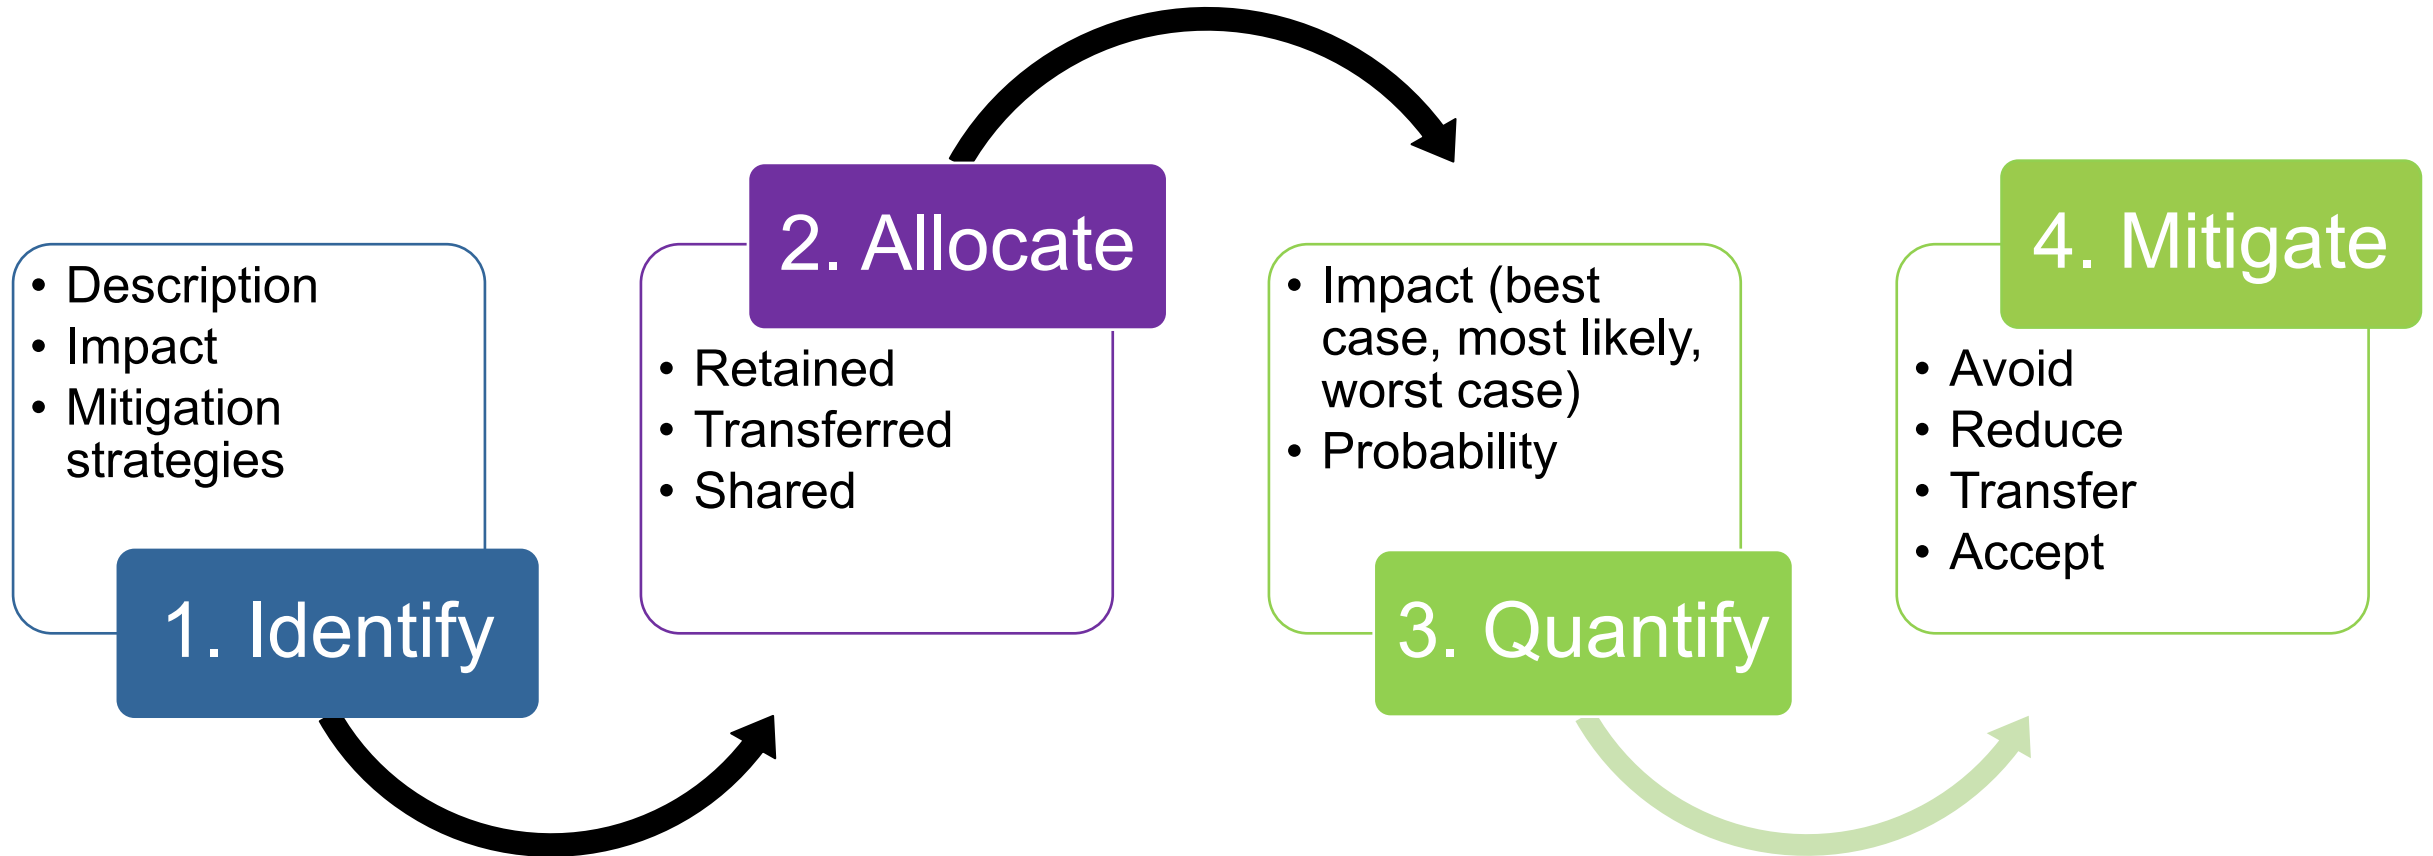 • Description
• Impact
• Mitigation
strategies
1. Identify
2. Allocate
• Retained
• Transferred
• Shared
• Impact (best
case, most likely,
worst case)
• Probability
3. Quantify
4. Mitigate
• Avoid
• Reduce
• Transfer
• Accept